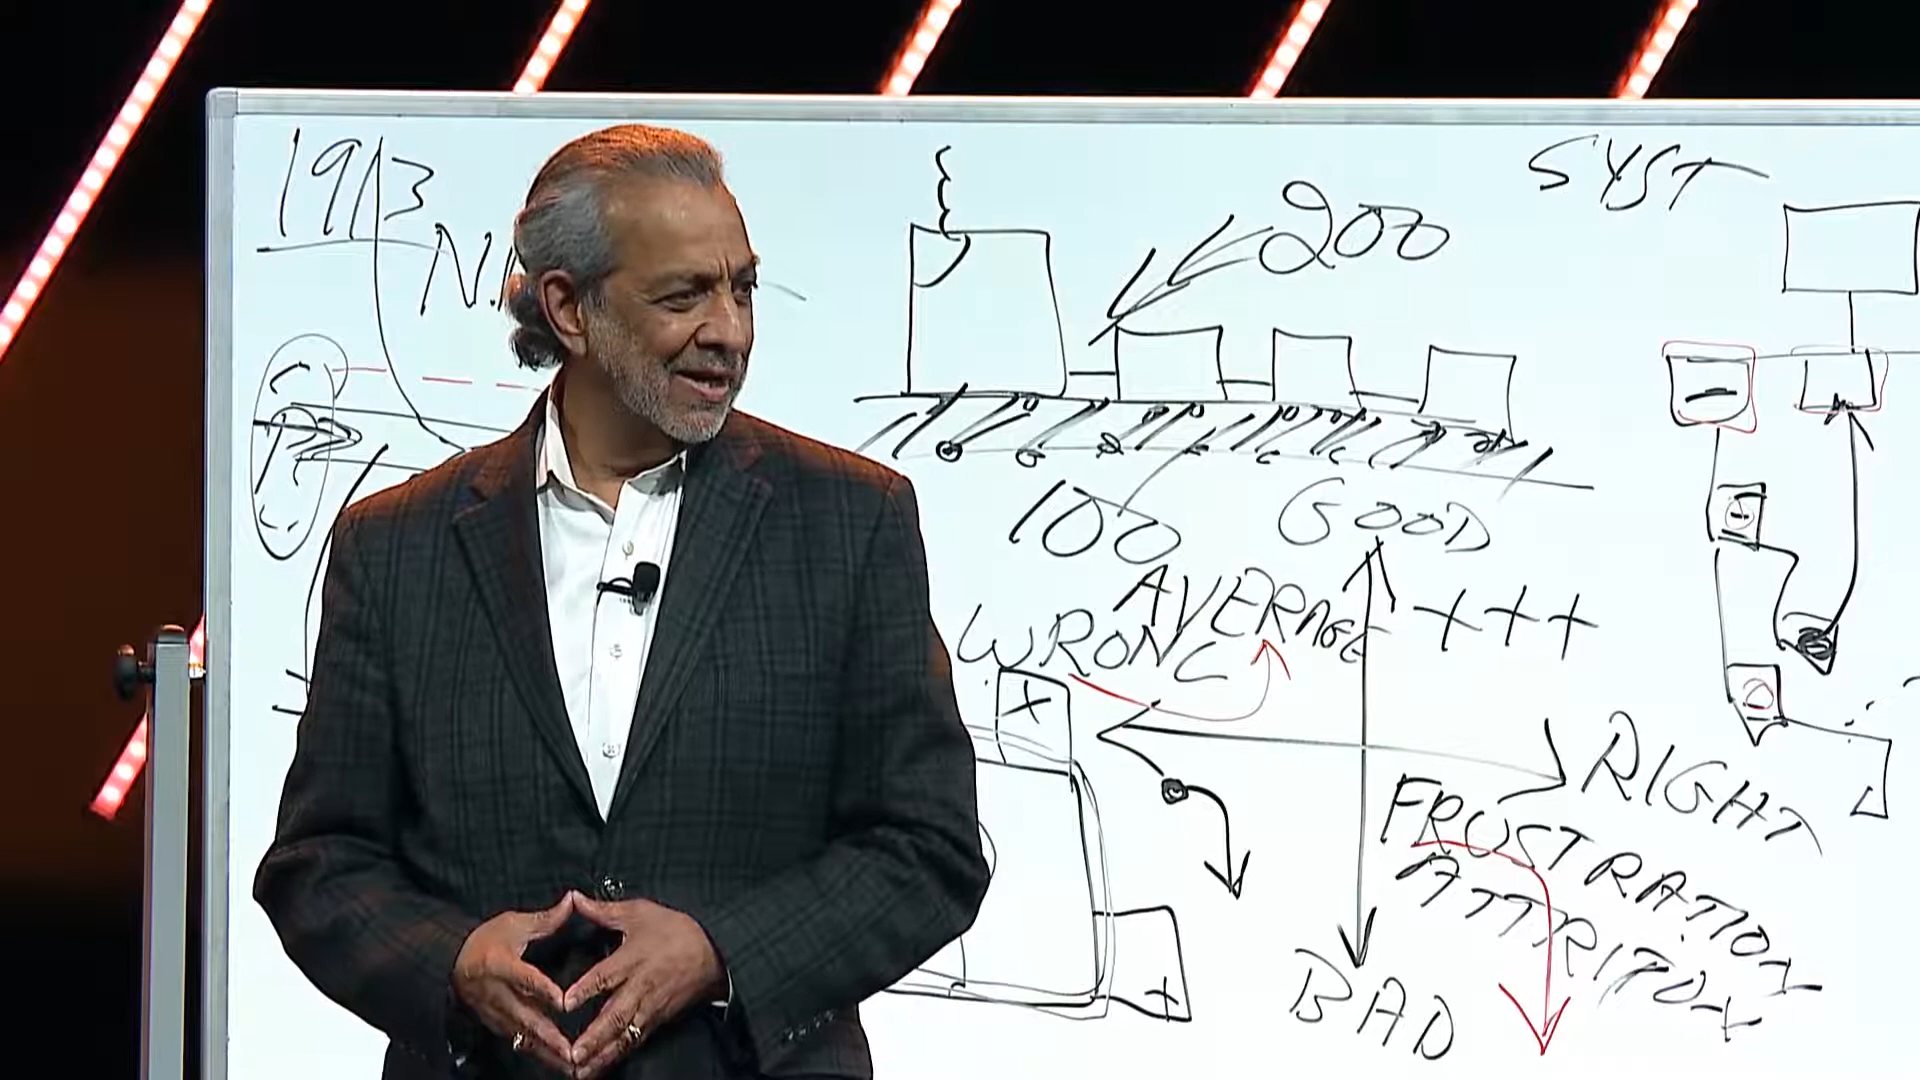 1913
N.
200
SYST
100
GOOD
AVERAGE
+++
WRONG
RIGHT
FRUSTRATION
ATTRITION
BAD